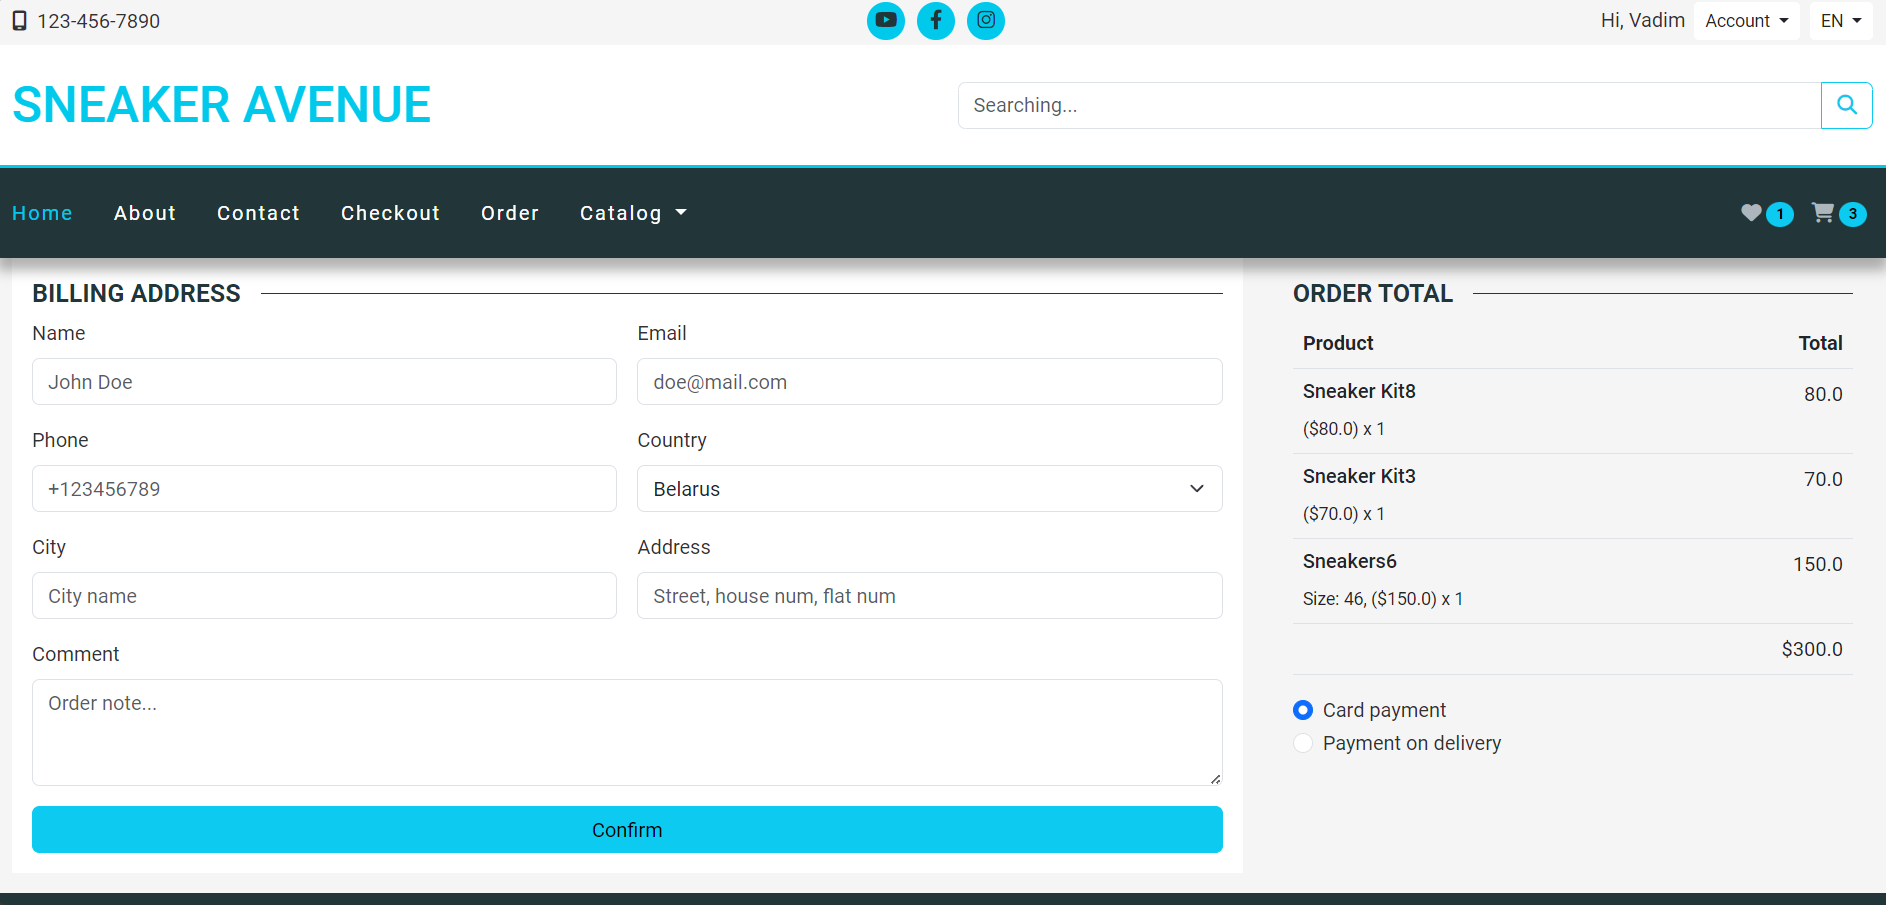 123-456-7890
Hi, Vadim Account EN
SNEAKER AVENUE
Searching...
Home About Contact Checkout Order Catalog 1 3
BILLING ADDRESS
Name Email
John Doe doe@mail.com
Phone Country
+123456789 Belarus
City Address
City name Street, house num, flat num
Comment
Order note...
Confirm
ORDER TOTAL
Product Total
Sneaker Kit8 80.0
($80.0) x 1
Sneaker Kit3 70.0
($70.0) x 1
Sneakers6 150.0
Size: 46, ($150.0) x 1
$300.0
Card payment
Payment on delivery